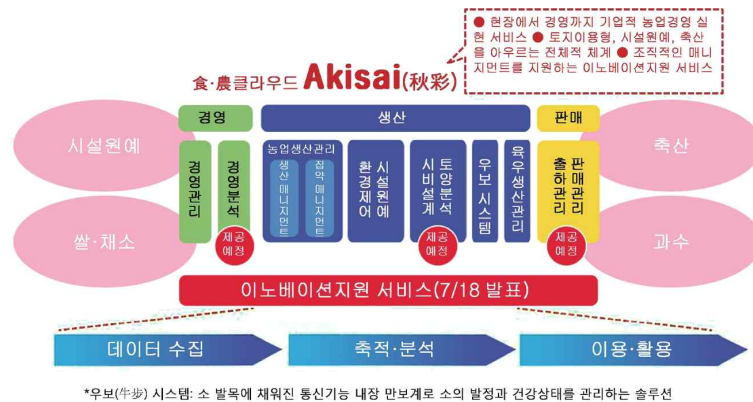 ● 현장에서 경영까지 기업적 농업경영 실
현 서비스 ● 토지이용형, 시설원예, 축산
을 아우르는 전체적 체계 ● 조직적인 매니
지먼트를 지원하는 이노베이션지원 서비스
食·農클라우드 Akisai(秋彩)
경영
생산
판매
시설원예
축산
쌀·채소
과수
경영관리
경영분석
제공
예정
농업생산관리
생산 매니지먼트
집약 매니지먼트
시설원예
환경제어
토양분석
시비설계
제공
예정
우보 시스템
육우생산관리
판매관리
출하관리
제공
예정
이노베이션지원 서비스(7/18 발표)
데이터 수집
축적·분석
이용·활용
*우보(牛步) 시스템: 소 발목에 채워진 통신기능 내장 만보계로 소의 발정과 건강상태를 관리하는 솔루션